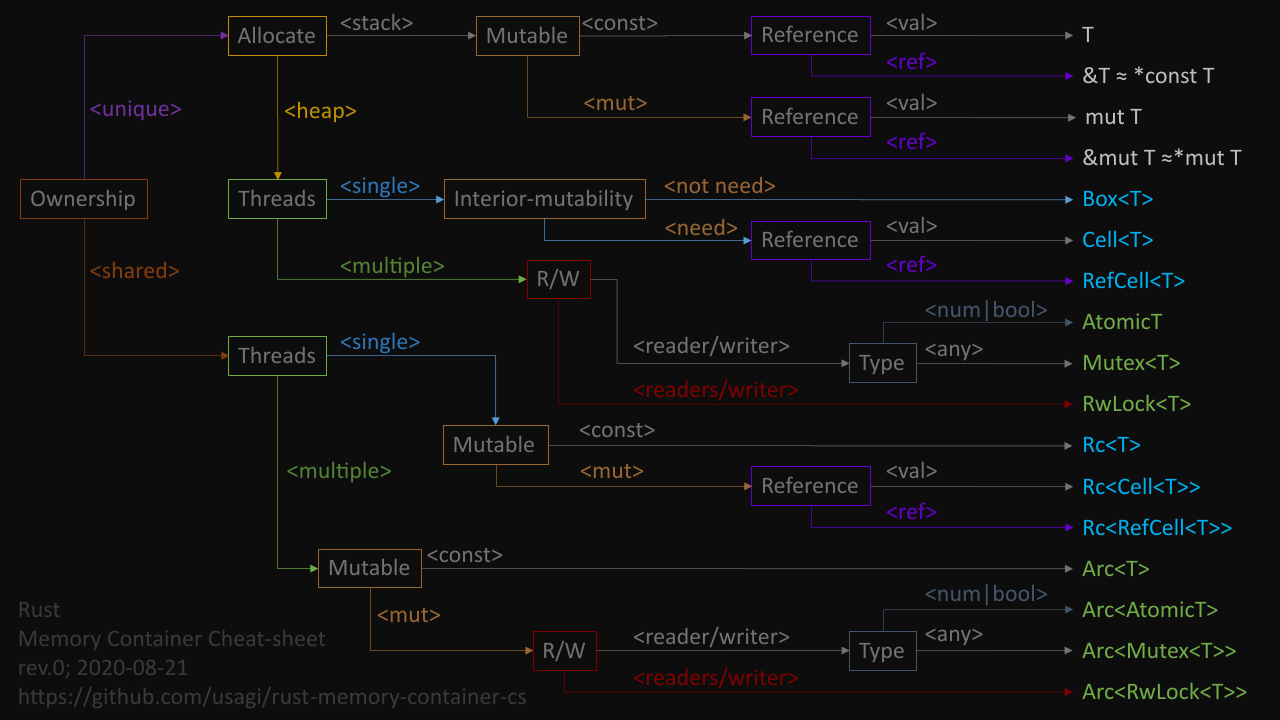 <stack> <const> <val>
Allocate Mutable Reference T
<ref>
&T ≈ *const T
<unique> <heap> <mut> <val>
Reference mut T
<ref>
&mut T ≈*mut T
<single> <not need>
Ownership Threads Interior-mutability Box<T>
<need> <val>
Reference Cell<T>
<shared> <multiple> <ref>
R/W RefCell<T>
<num|bool>
AtomicT
<single> <reader/writer> <any>
Threads Type Mutex<T>
<readers/writer>
RwLock<T>
<const>
Mutable Rc<T>
<multiple> <mut> <val>
Reference Rc<Cell<T>>
<ref>
Rc<RefCell<T>>
<const>
Mutable Arc<T>
<num|bool>
Arc<AtomicT>
<mut> <reader/writer> <any>
R/W Type Arc<Mutex<T>>
<readers/writer>
Arc<RwLock<T>>
Rust
Memory Container Cheat-sheet
rev.0; 2020-08-21
https://github.com/usagi/rust-memory-container-cs